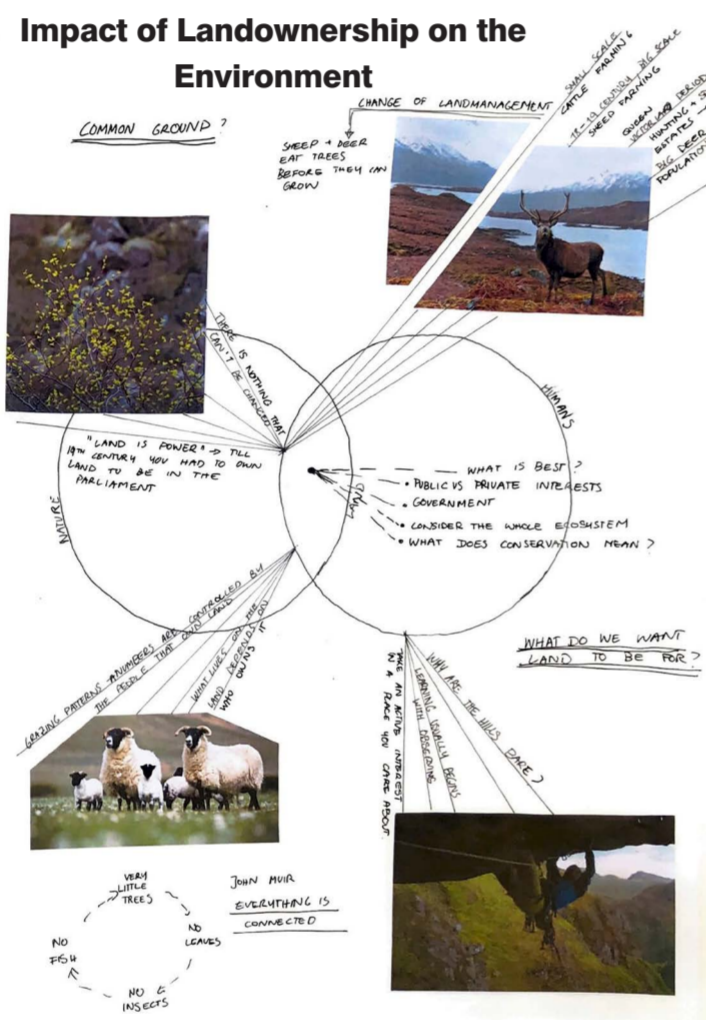 Impact of Landownership on the
Environment
COMMON GROUND?
CHANGE OF LANDMANAGEMENT
SHEEP + DEER
EAT TREES
BEFORE THEY CAN
GROW
SMALL SCALE
CATTLE FARMING
18-19 CENTURY BIG SCALE
SHEEP FARMING
QUEEN
VICTORIAN PERIOD
HUNTING +
ESTATES →
BIG DEER
POPULATION
THERE IS NOTHING THAT
CAN'T BE CHANGED
HUMANS
"LAND IS POWER" → TILL
19TH CENTURY YOU HAD TO OWN
LAND TO BE IN THE
PARLIAMENT
NATURE
LAND
WHAT IS BEST?
• PUBLIC VS PRIVATE INTERESTS
• GOVERNMENT
• CONSIDER THE WHOLE ECOSYSTEM
• WHAT DOES CONSERVATION MEAN?
GRAZING PATTERNS + NUMBERS ARE CONTROLLED BY
THE PEOPLE THAT OWN LAND
WHAT LIVES ON THE
LAND DEPENDS ON
WHO OWNS IT
WHAT DO WE WANT
LAND TO BE FOR?
WHY ARE THE HILLS BARE?
LEARNING USUALLY BEGINS
WITH OBSERVING
TAKE AN ACTIVE INTEREST
IN A PLACE YOU CARE ABOUT
VERY
LITTLE
TREES
NO
LEAVES
NO
INSECTS
NO
FISH
JOHN MUIR
EVERYTHING IS
CONNECTED